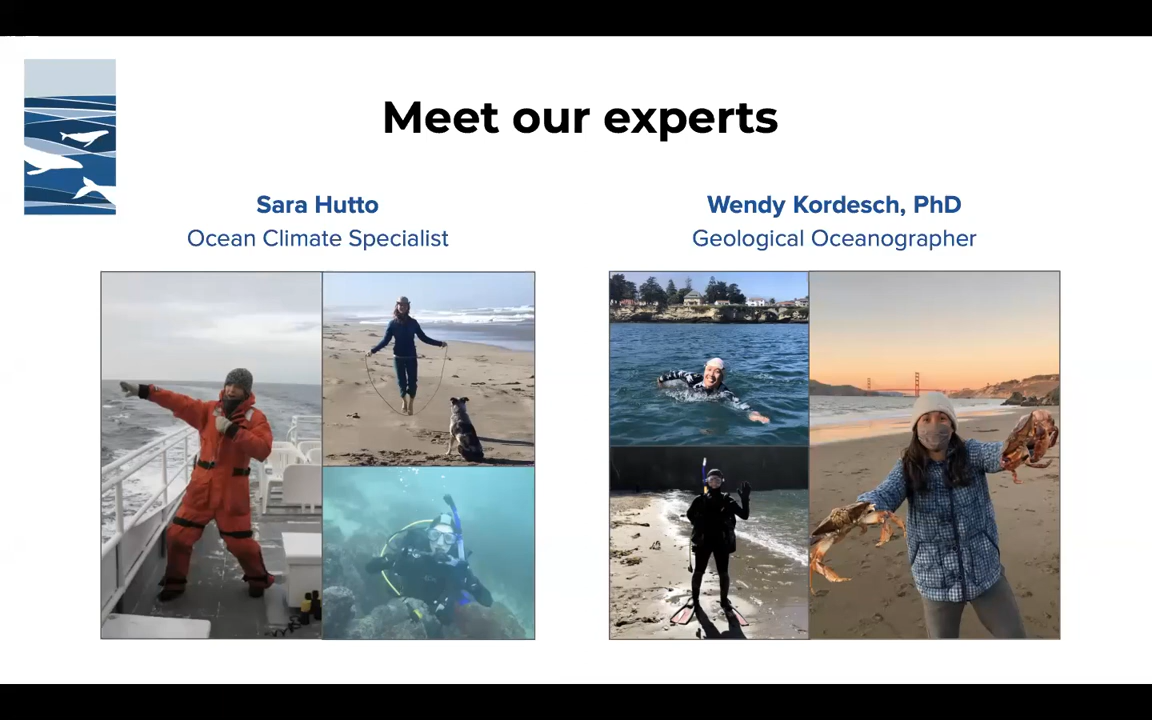 Meet our experts
Sara Hutto
Ocean Climate Specialist
Wendy Kordesch, PhD
Geological Oceanographer